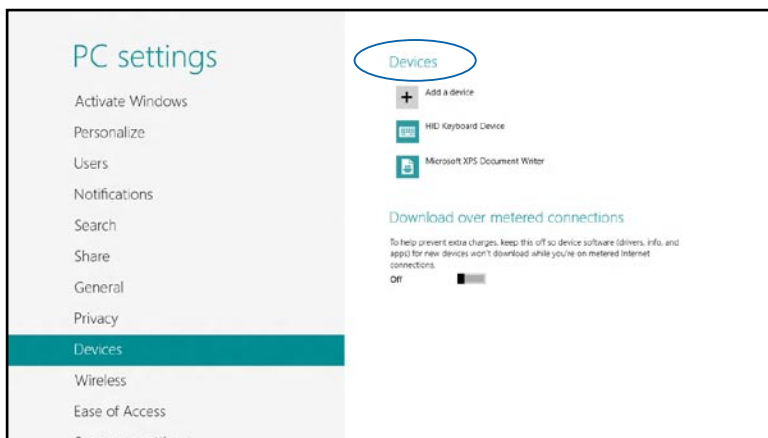 PC settings
Activate Windows
Personalize
Users
Notifications
Search
Share
General
Privacy
Devices
Wireless
Ease of Access
Devices
Add a device
HID Keyboard Device
Microsoft XPS Document Writer
Download over metered connections
To help prevent extra charges, keep this off so device software (drivers, info, and
apps) for new devices won't download while you're on metered Internet
connections.
Off